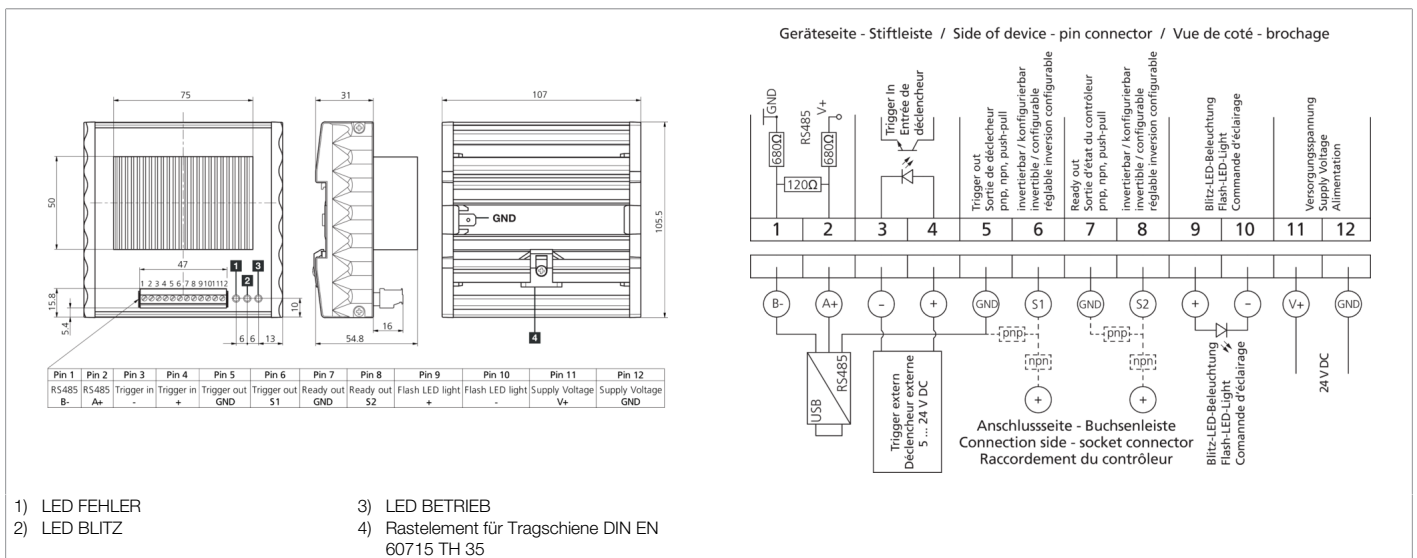 Geräteseite - Stiftleiste / Side of device - pin connector / Vue de coté - brochage
75
31
107
50
47
1 2 3 4 5 6 7 8 9 10 11 12
1
2
3
15.8
5.4
10
6
6
13
16
54.8
GND
105.5
4
Pin 1 Pin 2 Pin 3 Pin 4 Pin 5 Pin 6 Pin 7 Pin 8 Pin 9 Pin 10 Pin 11 Pin 12
RS485 RS485 Trigger in Trigger in Trigger out Trigger out Ready out Ready out Flash LED light Flash LED light Supply Voltage Supply Voltage
B- A+ - + GND S1 GND S2 + - V+ GND
GND
680Ω
RS485
V+
680Ω
120Ω
Trigger In
Entrée de
déclencheur
Trigger out
Sortie de déclecheur
pnp, npn, push-pull
invertierbar / konfigurierbar
invertible / configurable
réglable inversion configurable
Ready out
Sortie d'état du contrôleur
pnp, npn, push-pull
invertierbar / konfigurierbar
invertible / configurable
réglable inversion configurable
Blitz-LED-Beleuchtung
Flash-LED-Light
Commande d'éclairage
Versorgungsspannung
Supply Voltage
Alimentation
1 2 3 4 5 6 7 8 9 10 11 12
B- A+ - + GND S1 GND S2 + - V+ GND
pnp
pnp
npn
npn
+
+
USB
RS485
Trigger extern
Déclencheur externe
5 ... 24 V DC
Blitz-LED-Beleuchtung
Flash-LED-Light
Comannde d'éclairage
24 V DC
Anschlussseite - Buchsenleiste
Connection side - socket connector
Raccordement du contrôleur
1) LED FEHLER
2) LED BLITZ
3) LED BETRIEB
4) Rastelement für Tragschiene DIN EN
60715 TH 35